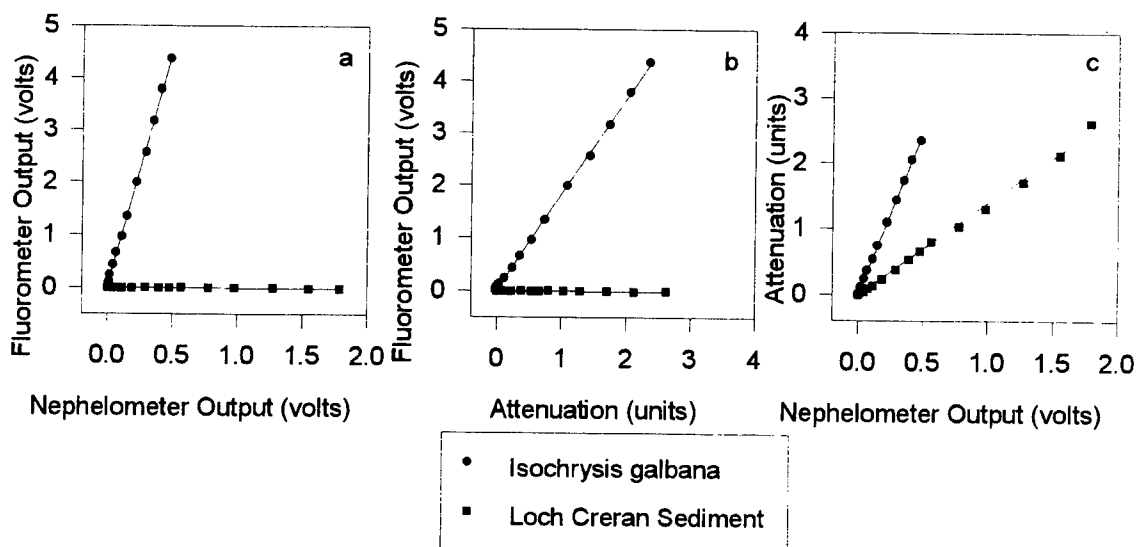 Fluorometer Output (volts)
5
4
3
2
1
0
a
0.0 0.5 1.0 1.5 2.0
Nephelometer Output (volts)
Fluorometer Output (volts)
5
4
3
2
1
0
b
0 1 2 3 4
Attenuation (units)
Attenuation (units)
4
3
2
1
0
c
0.0 0.5 1.0 1.5 2.0
Nephelometer Output (volts)
Isochrysis galbana
Loch Creran Sediment